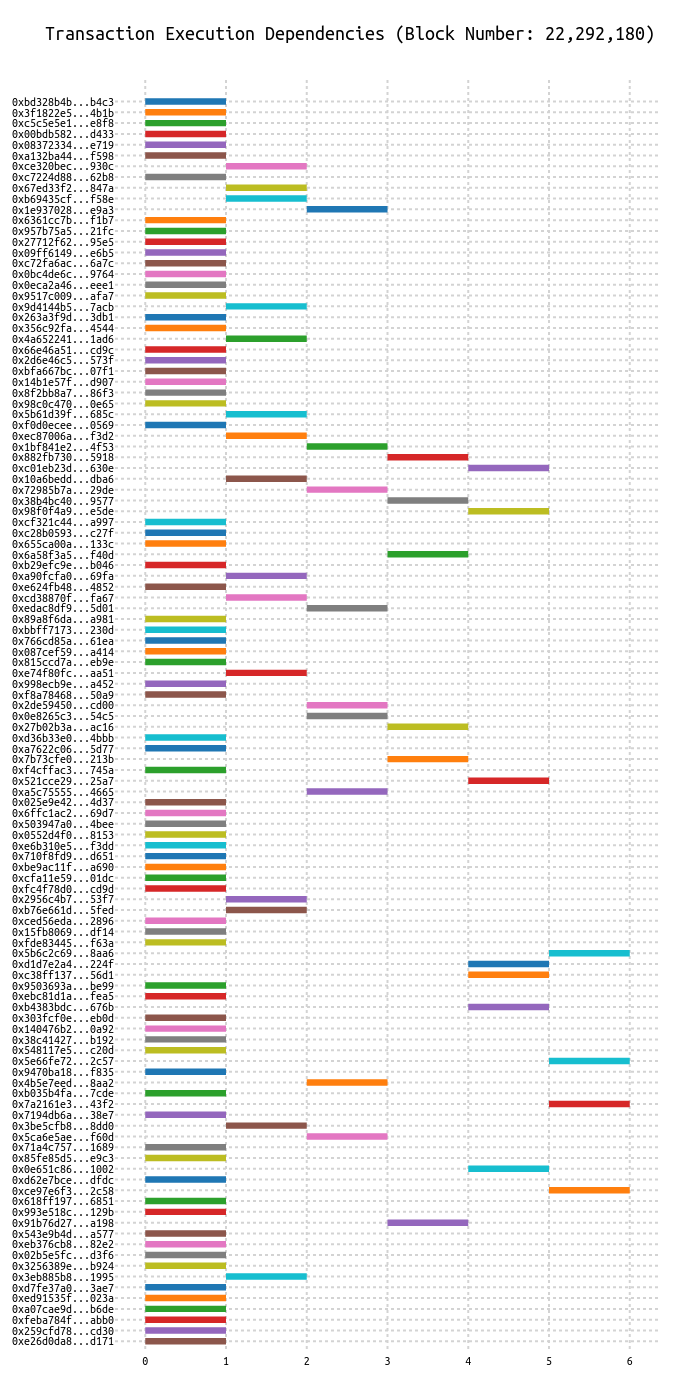 Transaction Execution Dependencies (Block Number: 22,292,180)
0xbd328b4b...b4c3
0x3f1822e5...4b1b
0xc5c5e5e1...e8f8
0x00bdb582...d433
0x08372334...e719
0xa132ba44...f598
0xce320bec...930c
0xc7224d88...62b8
0x67ed33f2...847a
0xb69435cf...f58e
0x1e937028...e9a3
0x6361cc7b...f1b7
0x957b75a5...21fc
0x27712f62...95e5
0x09ff6149...e6b5
0xc72fa6ac...6a7c
0x0bc4de6c...9764
0x0eca2a46...eee1
0x9517c009...afa7
0x9d4144b5...7acb
0x263a3f9d...3db1
0x356c92fa...4544
0x4a652241...1ad6
0x66e46a51...cd9c
0x2d6e46c5...573f
0xbfa667bc...07f1
0x14b1e57f...d907
0x8f2bb8a7...86f3
0x98c0c470...0e65
0x5b61d39f...685c
0xf0d0ecee...0569
0xec87006a...f3d2
0x1bf841e2...4f53
0x882fb730...5918
0xc01eb23d...630e
0x10a6bedd...dba6
0x72985b7a...29de
0x38b4bc40...9577
0x98f0f4a9...e5de
0xcf321c44...a997
0xc28b0593...c27f
0x655ca00a...133c
0x6a58f3a5...f40d
0xb29efc9e...b046
0xa90fcfa0...69fa
0xe624fb48...4852
0xcd38870f...fa67
0xedac8df9...5d01
0x89a8f6da...a981
0xbbff7173...230d
0x766cd85a...61ea
0x087cef59...a414
0x815ccd7a...eb9e
0xe74f80fc...aa51
0x998ecb9e...a452
0xf8a78468...50a9
0x2de59450...cd00
0x0e8265c3...54c5
0x27b02b3a...ac16
0xd36b33e0...4bbb
0xa7622c06...5d77
0x7b73cfe0...213b
0xf4cffac3...745a
0x521cce29...25a7
0xa5c75555...4665
0x025e9e42...4d37
0x6ffc1ac2...69d7
0x503947a0...4bee
0x0552d4f0...8153
0xe6b310e5...f3dd
0x710f8fd9...d651
0xbe9ac11f...a690
0xcfa11e59...01dc
0xfc4f78d0...cd9d
0x2956c4b7...53f7
0xb76e661d...5fed
0xced56eda...2896
0x15fb8069...df14
0xfde83445...f63a
0x5b6c2c69...8aa6
0xd1d7e2a4...224f
0xc38ff137...56d1
0x9503693a...be99
0xebc81d1a...fea5
0xb4383bdc...676b
0x303fcf0e...eb0d
0x140476b2...0a92
0x38c41427...b192
0x548117e5...c20d
0x5e66fe72...2c57
0x9470ba18...f835
0x4b5e7eed...8aa2
0xb035b4fa...7cde
0x7a2161e3...43f2
0x7194db6a...38e7
0x3be5cfb8...8dd0
0x5ca6e5ae...f60d
0x71a4c757...1689
0x85fe85d5...e9c3
0x0e651c86...1002
0xd62e7bce...dfdc
0xce97e6f3...2c58
0x618ff197...6851
0x993e518c...129b
0x91b76d27...a198
0x543e9b4d...a577
0xeb376cb8...82e2
0x02b5e5fc...d3f6
0x3256389e...b924
0x3eb885b8...1995
0xd7fe37a0...3ae7
0xed91535f...023a
0xa07cae9d...b6de
0xfeba784f...abb0
0x259cfd78...cd30
0xe26d0da8...d171
0 1 2 3 4 5 6